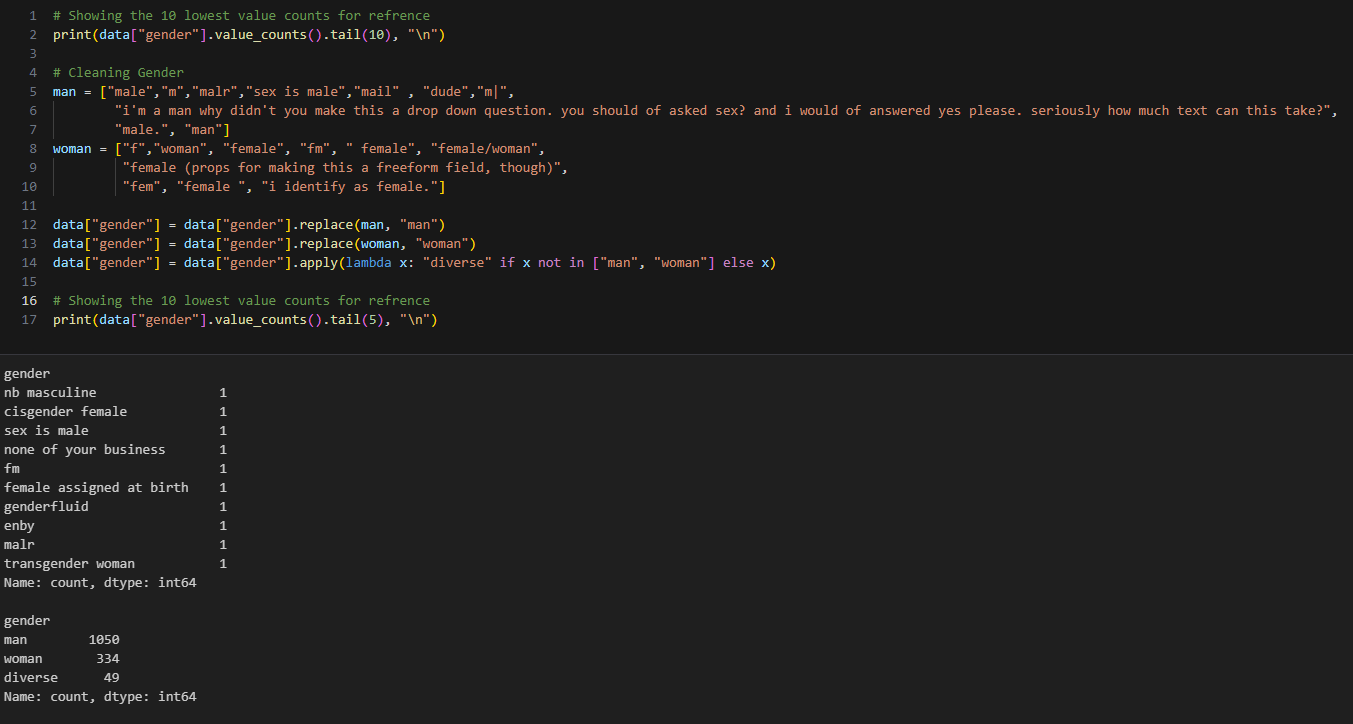 1 # Showing the 10 lowest value counts for refrence
2 print(data["gender"].value_counts().tail(10), "\n")
3
4 # Cleaning Gender
5 man = ["male","m","malr","sex is male","mail" , "dude","m|",
6 "i'm a man why didn't you make this a drop down question. you should of asked sex? and i would of answered yes please. seriously how much text can this take?",
7 "male.", "man"]
8 woman = ["f","woman", "female", "fm", " female", "female/woman",
9 "female (props for making this a freeform field, though)",
10 "fem", "female ", "i identify as female."]
11
12 data["gender"] = data["gender"].replace(man, "man")
13 data["gender"] = data["gender"].replace(woman, "woman")
14 data["gender"] = data["gender"].apply(lambda x: "diverse" if x not in ["man", "woman"] else x)
15
16 # Showing the 10 lowest value counts for refrence
17 print(data["gender"].value_counts().tail(5), "\n")
gender
nb masculine 1
cisgender female 1
sex is male 1
none of your business 1
fm 1
female assigned at birth 1
genderfluid 1
enby 1
malr 1
transgender woman 1
Name: count, dtype: int64
gender
man 1050
woman 334
diverse 49
Name: count, dtype: int64